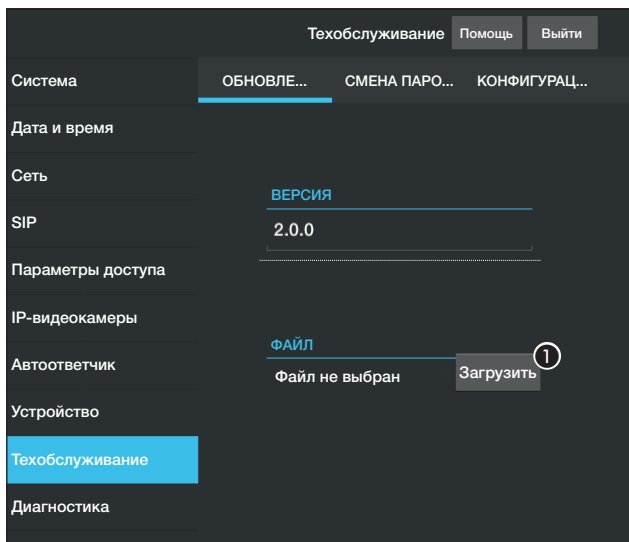 Техобслуживание Помощь Выйти
Система
ОБНОВЛЕ... СМЕНА ПАРО... КОНФИГУРАЦ...
Дата и время
Сеть
ВЕРСИЯ
SIP
2.0.0
Параметры доступа
IP-видеокамеры
ФАЙЛ
1
Автоответчик
Файл не выбран Загрузить
Устройство
Техобслуживание
Диагностика